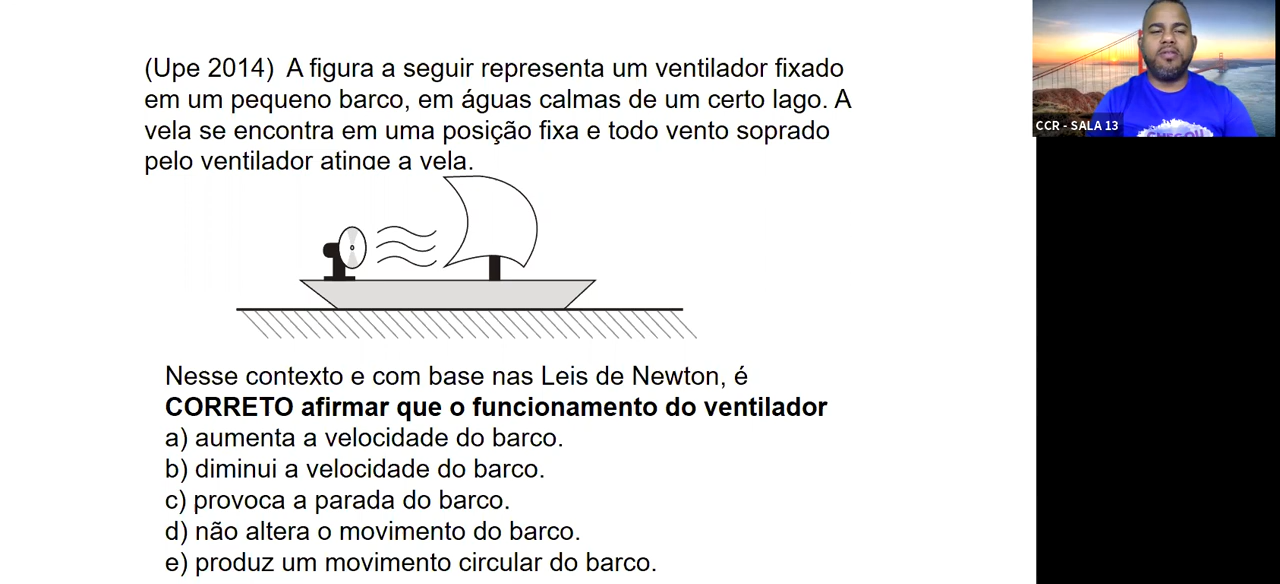 (Upe 2014) A figura a seguir representa um ventilador fixado
em um pequeno barco, em águas calmas de um certo lago. A
vela se encontra em uma posição fixa e todo vento soprado
pelo ventilador atinge a vela.
Nesse contexto e com base nas Leis de Newton, é
CORRETO afirmar que o funcionamento do ventilador
a) aumenta a velocidade do barco.
b) diminui a velocidade do barco.
c) provoca a parada do barco.
d) não altera o movimento do barco.
e) produz um movimento circular do barco.
CCR - SALA 13
CHEGOU